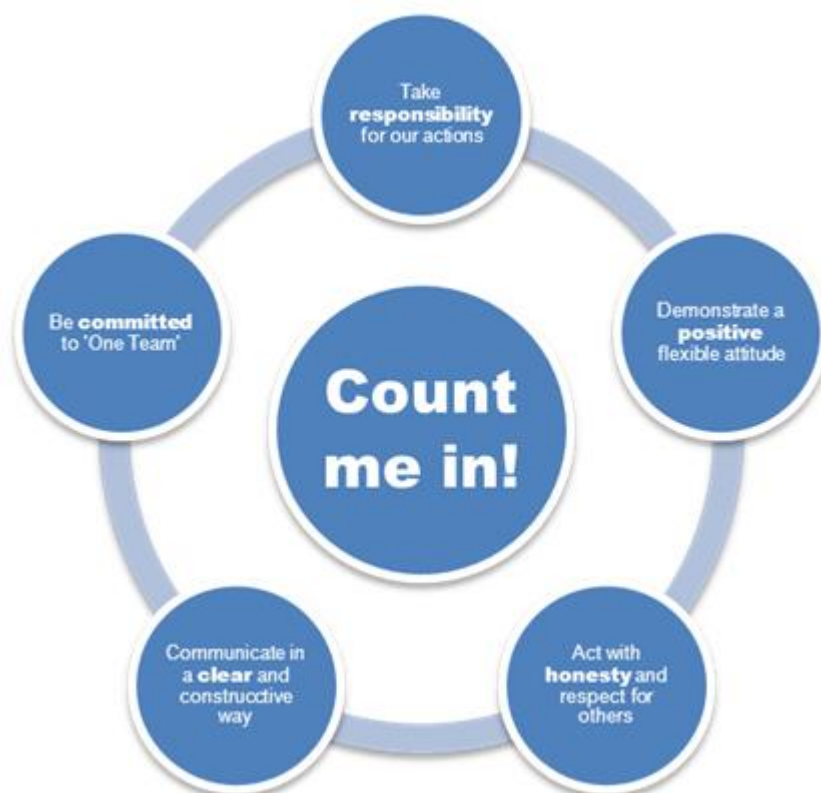 Take
responsibility
for our actions
Demonstrate a
positive
flexible attitude
Act with
honesty and
respect for
others
Communicate in
a clear and
construcctive
way
Be committed
to 'One Team'
Count
me in!